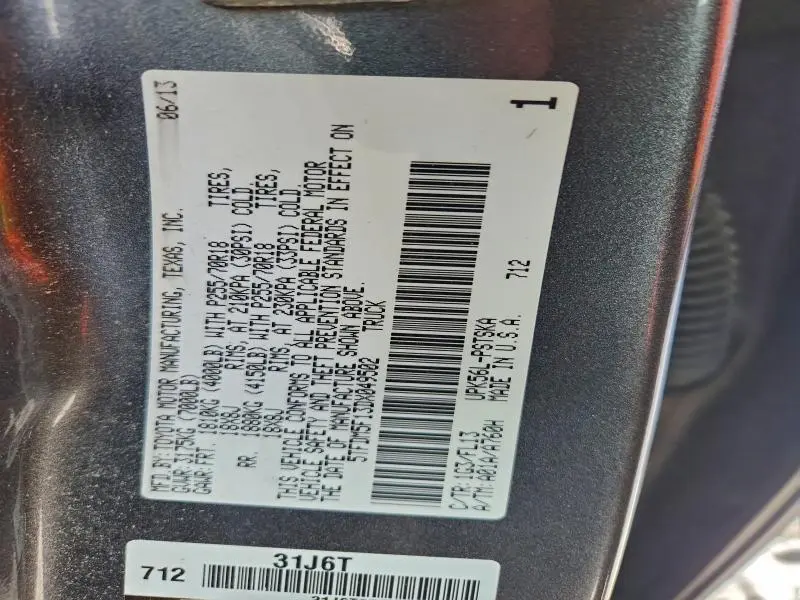 MFD.BY:TOYOTA MOTOR MANUFACTURING, TEXAS, INC. 06/13
GVWR:3175KG (7000LB)
GAWR:FRT. 1810KG (4000LB) WITH P255/70R18 TIRES,
18X8J RIMS, AT 210KPA (30PSI) COLD.
RR. 1880KG (4150LB) WITH P255/70R18 TIRES,
18X8J RIMS, AT 230KPA (33PSI) COLD.
THIS VEHICLE CONFORMS TO ALL APPLICABLE FEDERAL MOTOR
VEHICLE SAFETY AND THEFT PREVENTION STANDARDS IN EFFECT ON
THE DATE OF MANUFACTURE SHOWN ABOVE.
5TFDW5F13DX049502 TRUCK
C/TR:1G3/FL13 UPK56L-PSTSKA 712
A/TM:A01A/A760H MADE IN U.S.A. 1
712 31J6T